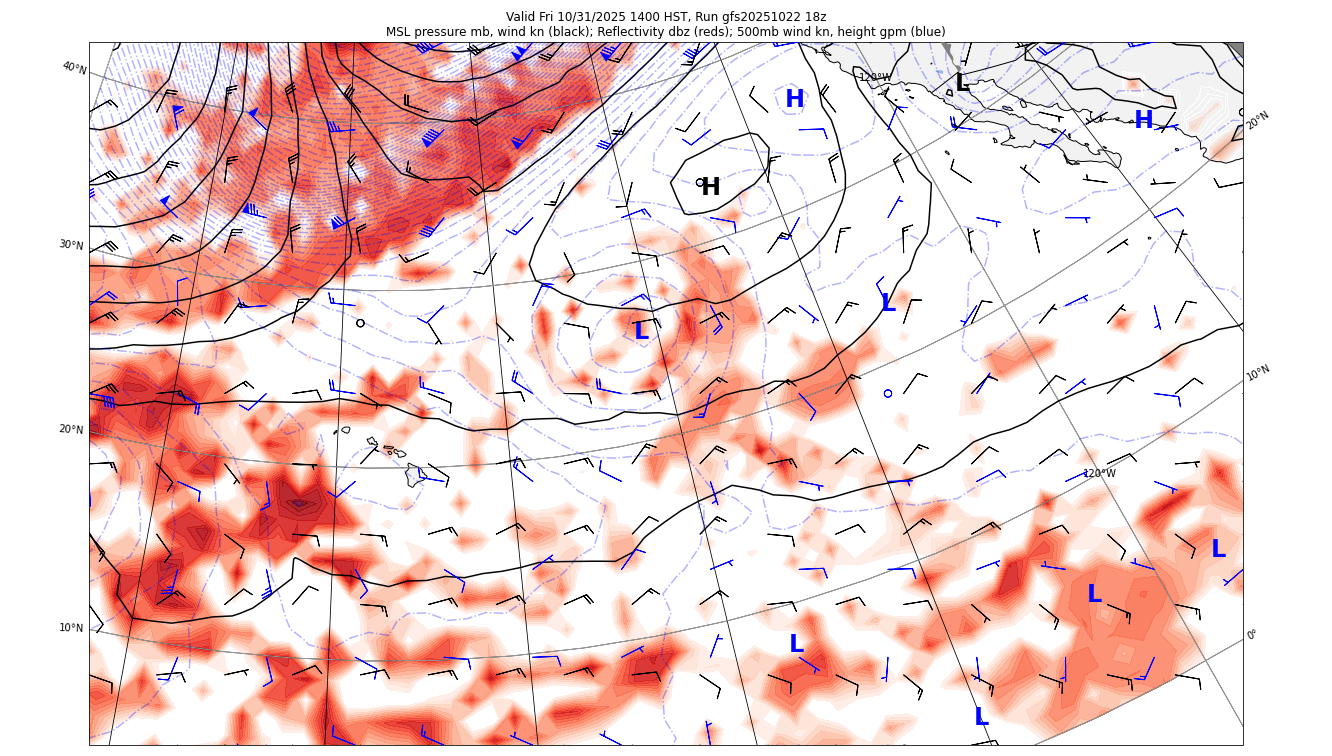 Valid Fri 10/31/2025 1400 HST, Run gfs20251022 18z
MSL pressure mb, wind kn (black); Reflectivity dbz (reds); 500mb wind kn, height gpm (blue)
40°N
120°W
L
H
H
20°N
H
30°N
L
L
10°N
20°N
120°W
L
L
10°N
L
0°
L